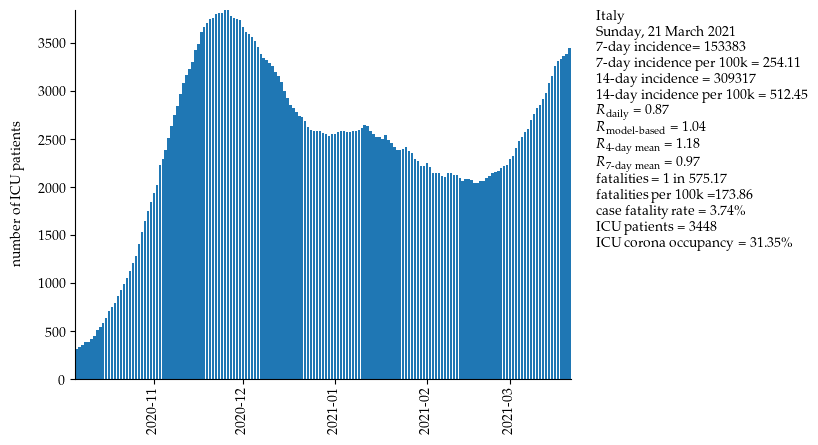 number of ICU patients
3500
3000
2500
2000
1500
1000
500
0
2020-11
2020-12
2021-01
2021-02
2021-03
Italy
Sunday, 21 March 2021
7-day incidence= 153383
7-day incidence per 100k = 254.11
14-day incidence = 309317
14-day incidence per 100k = 512.45
R daily = 0.87
R model-based = 1.04
R 4-day mean = 1.18
R 7-day mean = 0.97
fatalities = 1 in 575.17
fatalities per 100k =173.86
case fatality rate = 3.74%
ICU patients = 3448
ICU corona occupancy = 31.35%